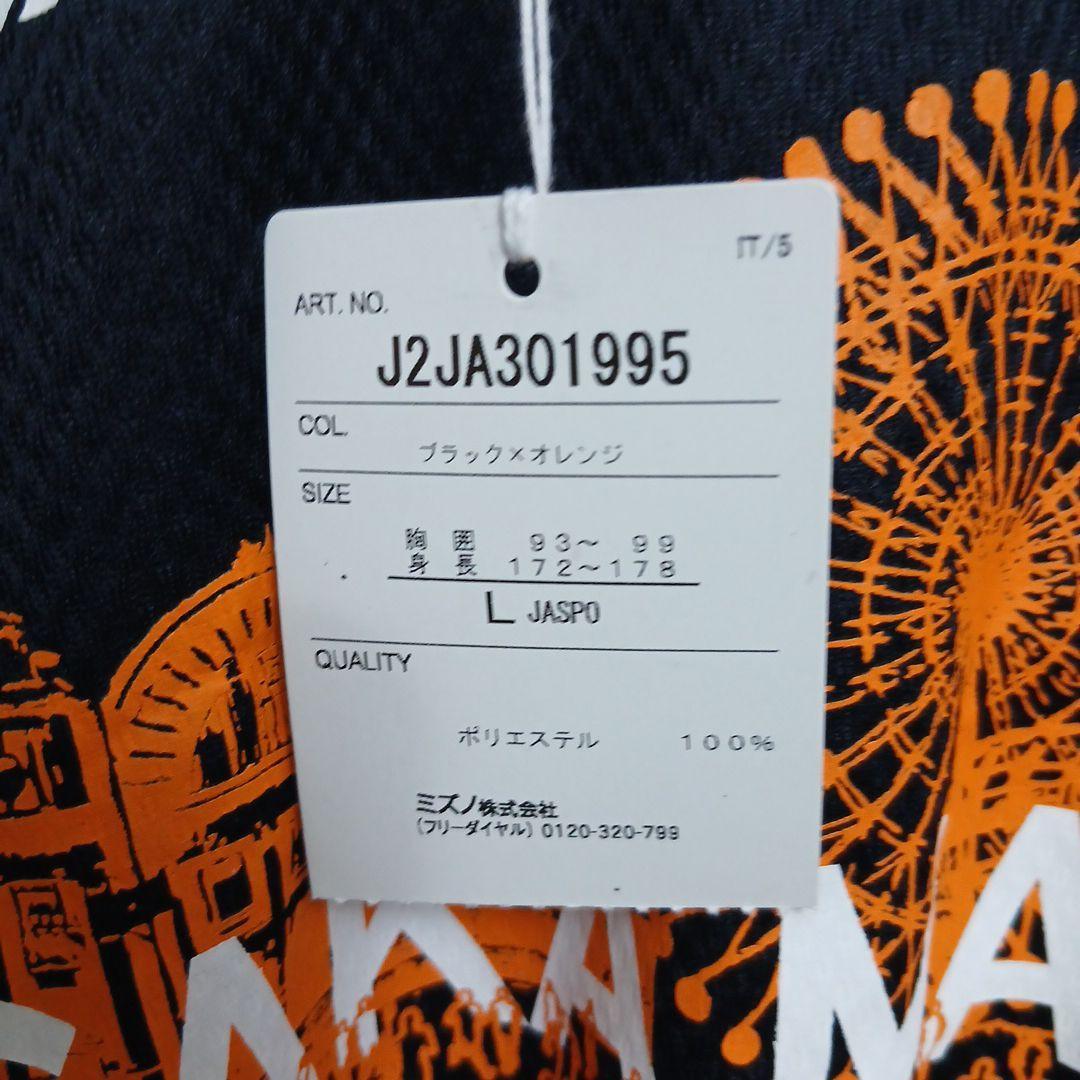 IT/5
ART. NO.
J2JA301995
COL.
ブラック×オレンジ
SIZE
胸 囲 93～ 99
身 長 172～178
L JASPO
QUALITY
ポリエステル 100%
ミズノ株式会社
(フリーダイヤル) 0120-320-799